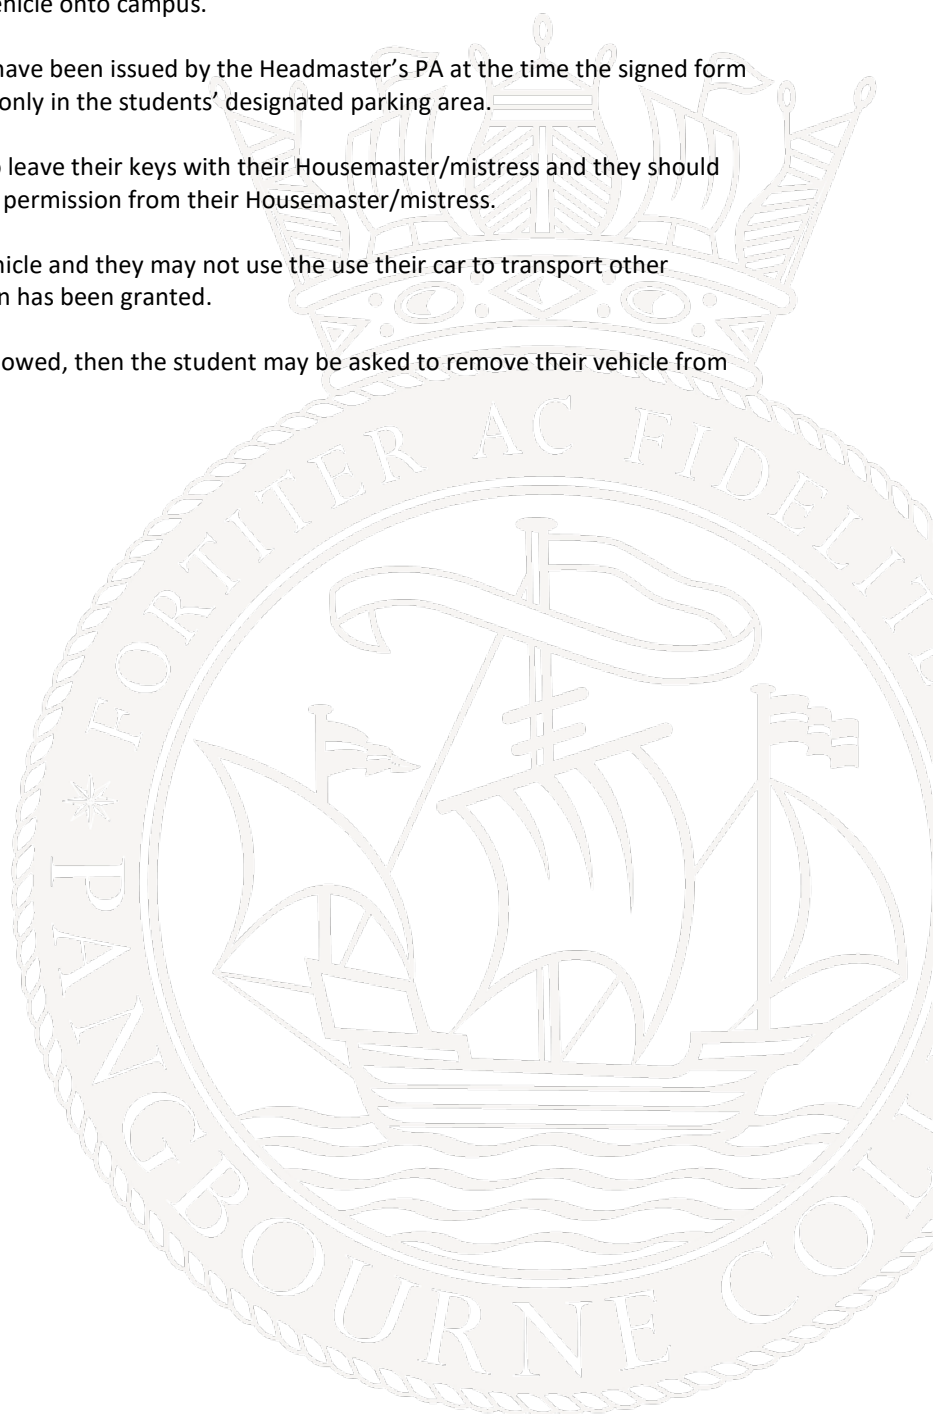 ehicle onto campus.
have been issued by the Headmaster’s PA at the time the signed form
only in the students’ designated parking area.
leave their keys with their Housemaster/mistress and they should
permission from their Housemaster/mistress.
hicle and they may not use the use their car to transport other
n has been granted.
owed, then the student may be asked to remove their vehicle from
FORTITER AC FIDELITE
PANGBOURNE COLL